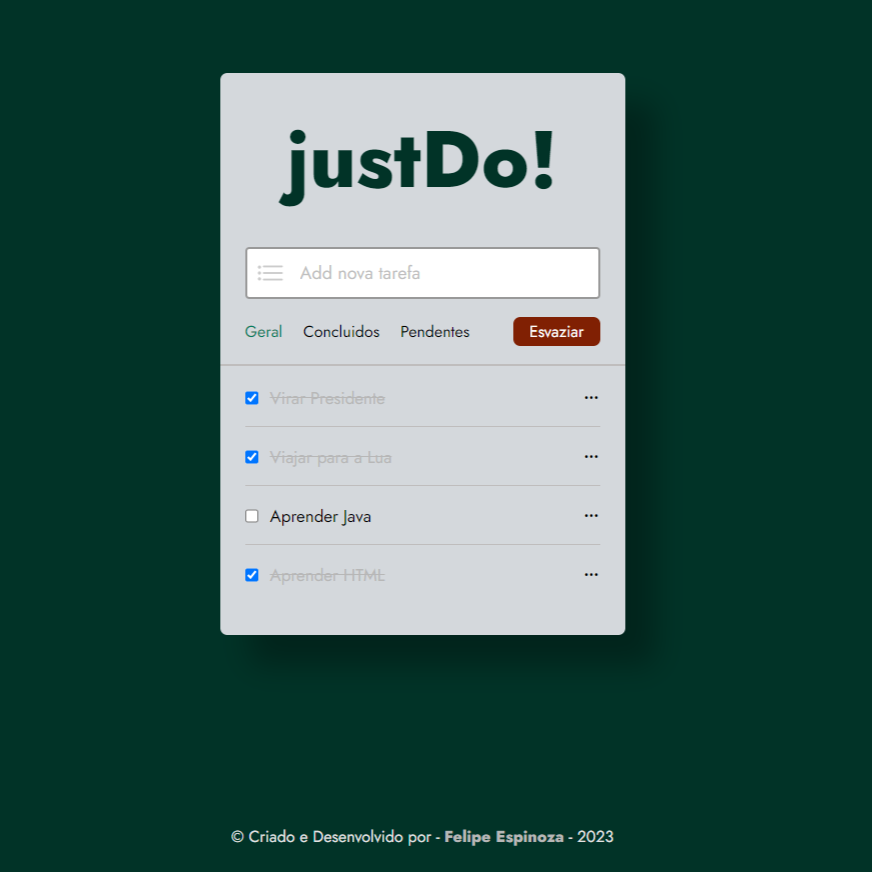 justDo!
Add nova tarefa
Geral Concluidos Pendentes Esvaziar
Virar Presidente
Viajar para a Lua
Aprender Java
Aprender HTML
© Criado e Desenvolvido por - Felipe Espinoza - 2023